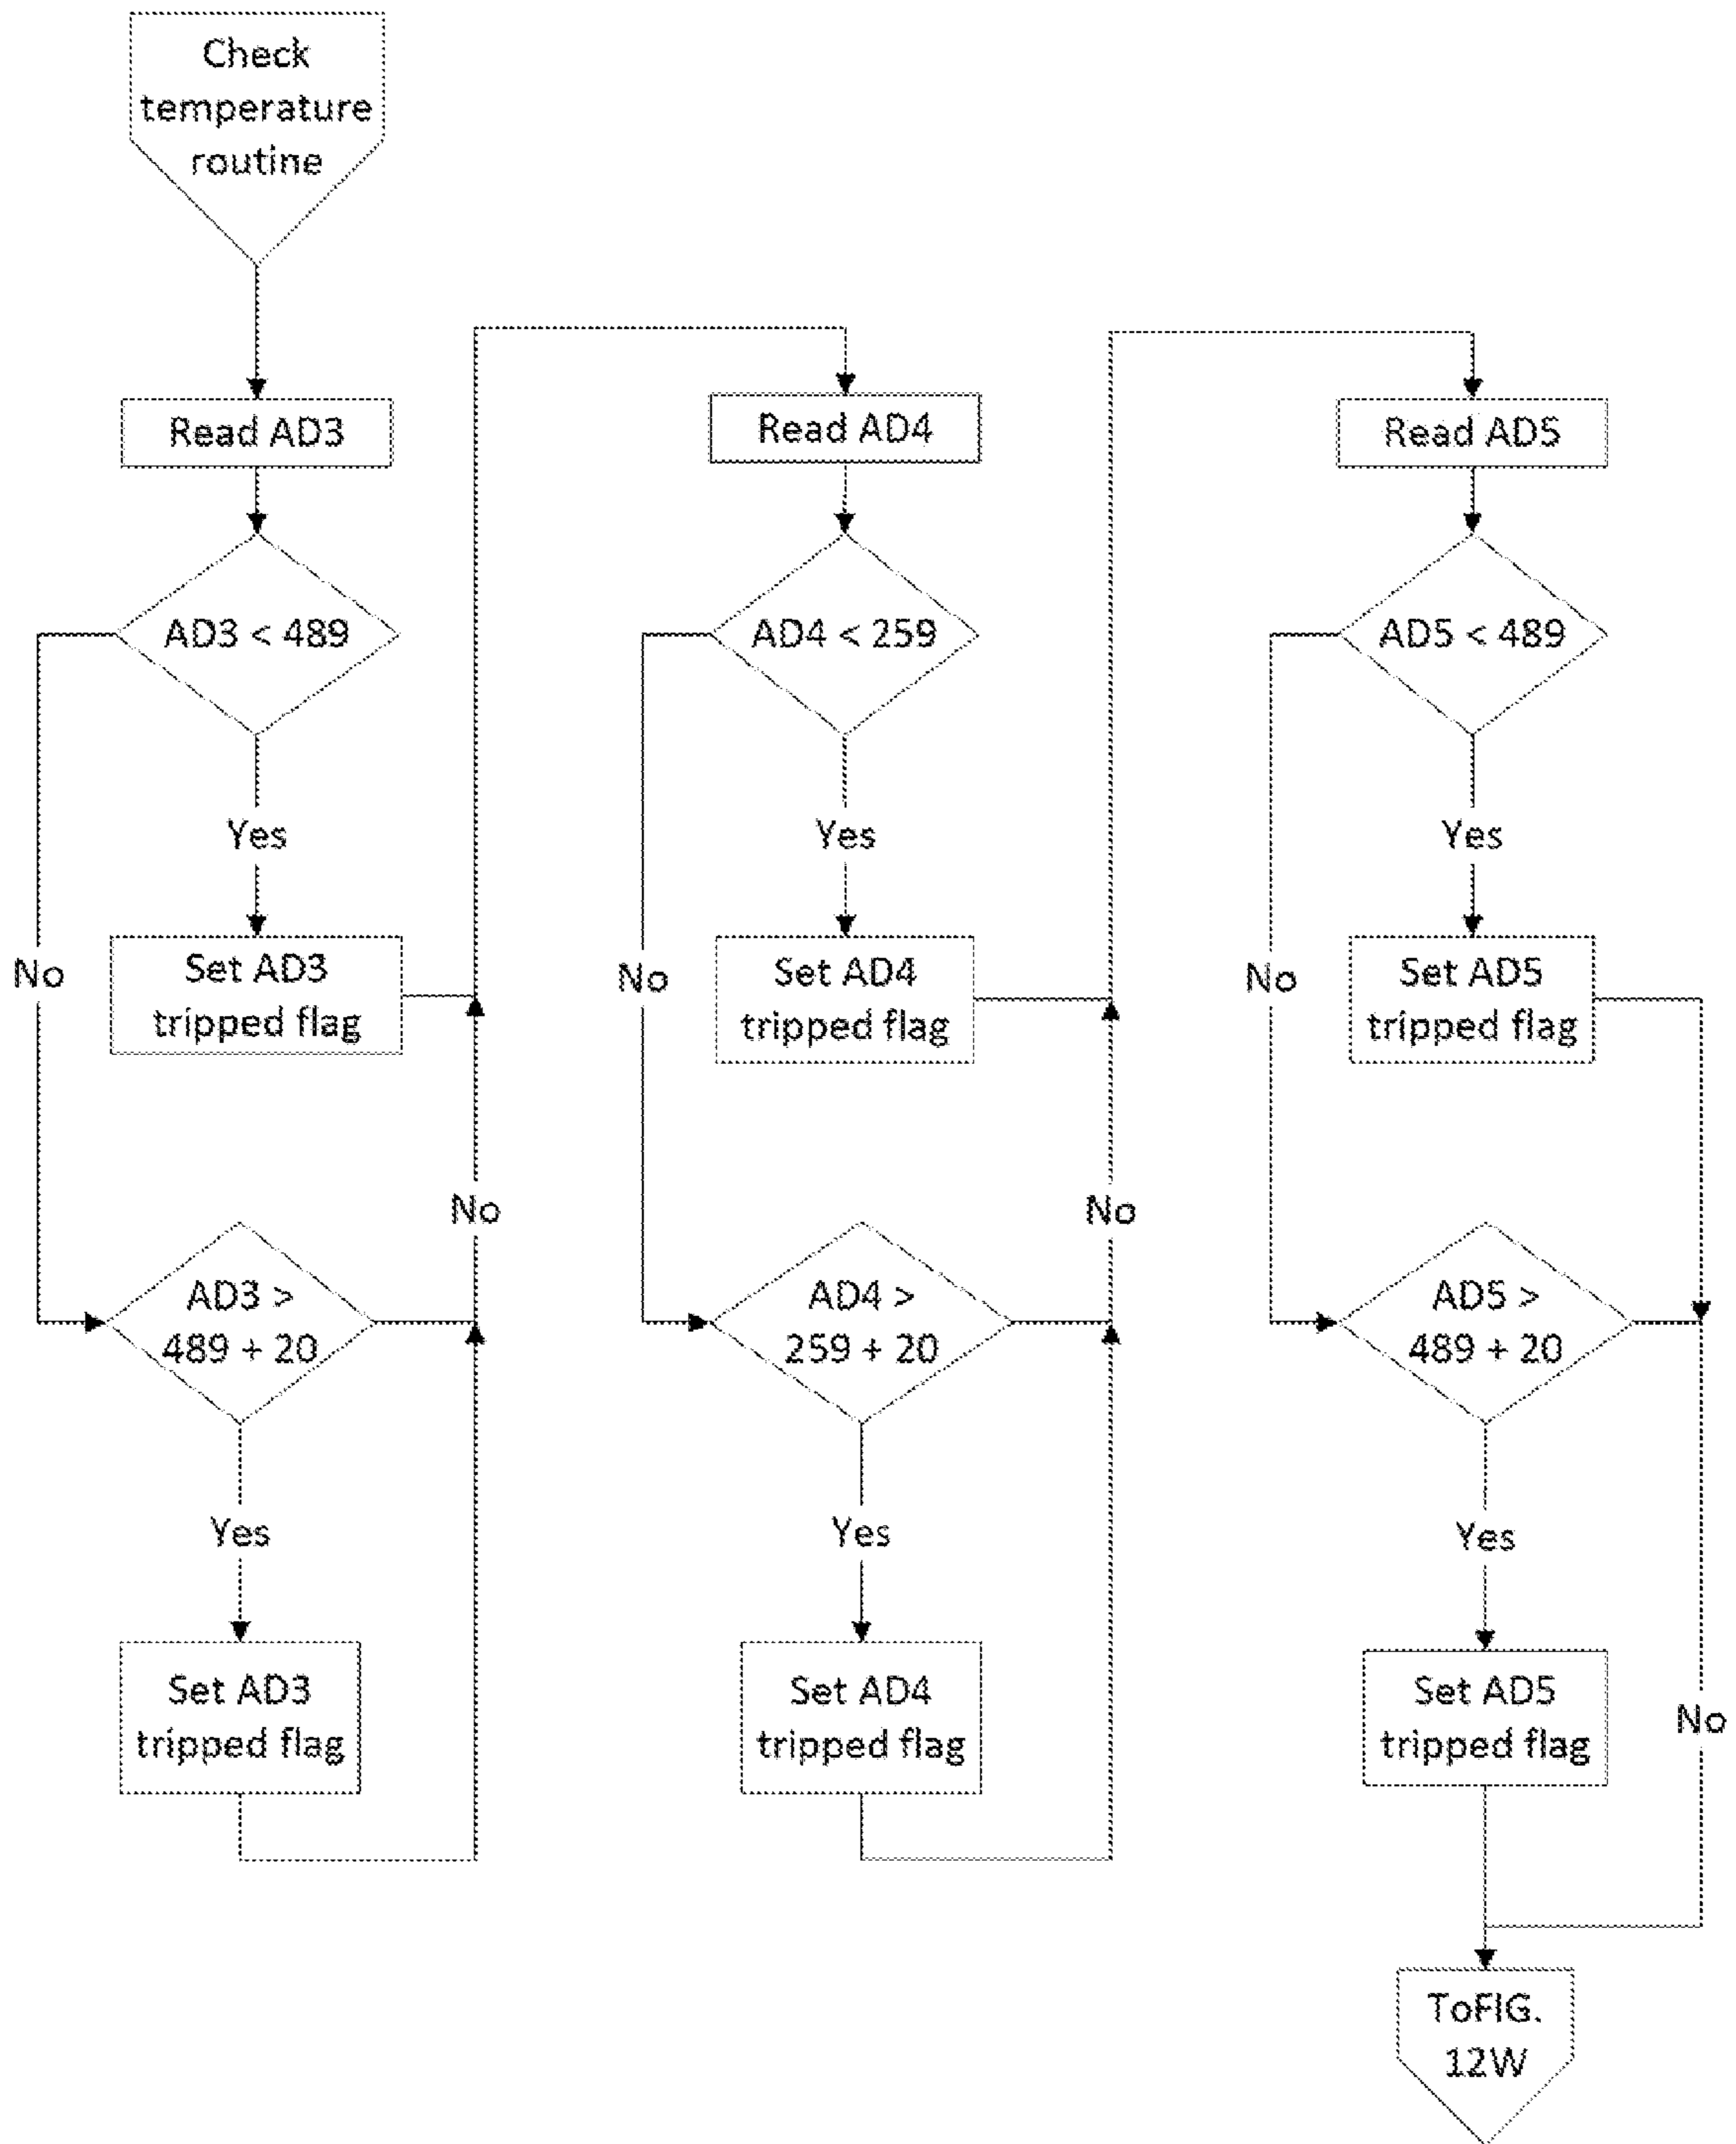 Check
temperature
routine
Read AD3
AD3 < 489
Yes
No
Set AD3
tripped flag
No
AD3 >
489 + 20
Yes
Set AD3
tripped flag
Read AD4
AD4 < 259
Yes
No
Set AD4
tripped flag
No
AD4 >
259 + 20
Yes
Set AD4
tripped flag
Read AD5
AD5 < 489
Yes
No
Set AD5
tripped flag
AD5 >
489 + 20
Yes
Set AD5
tripped flag
No
ToFIG.
12W